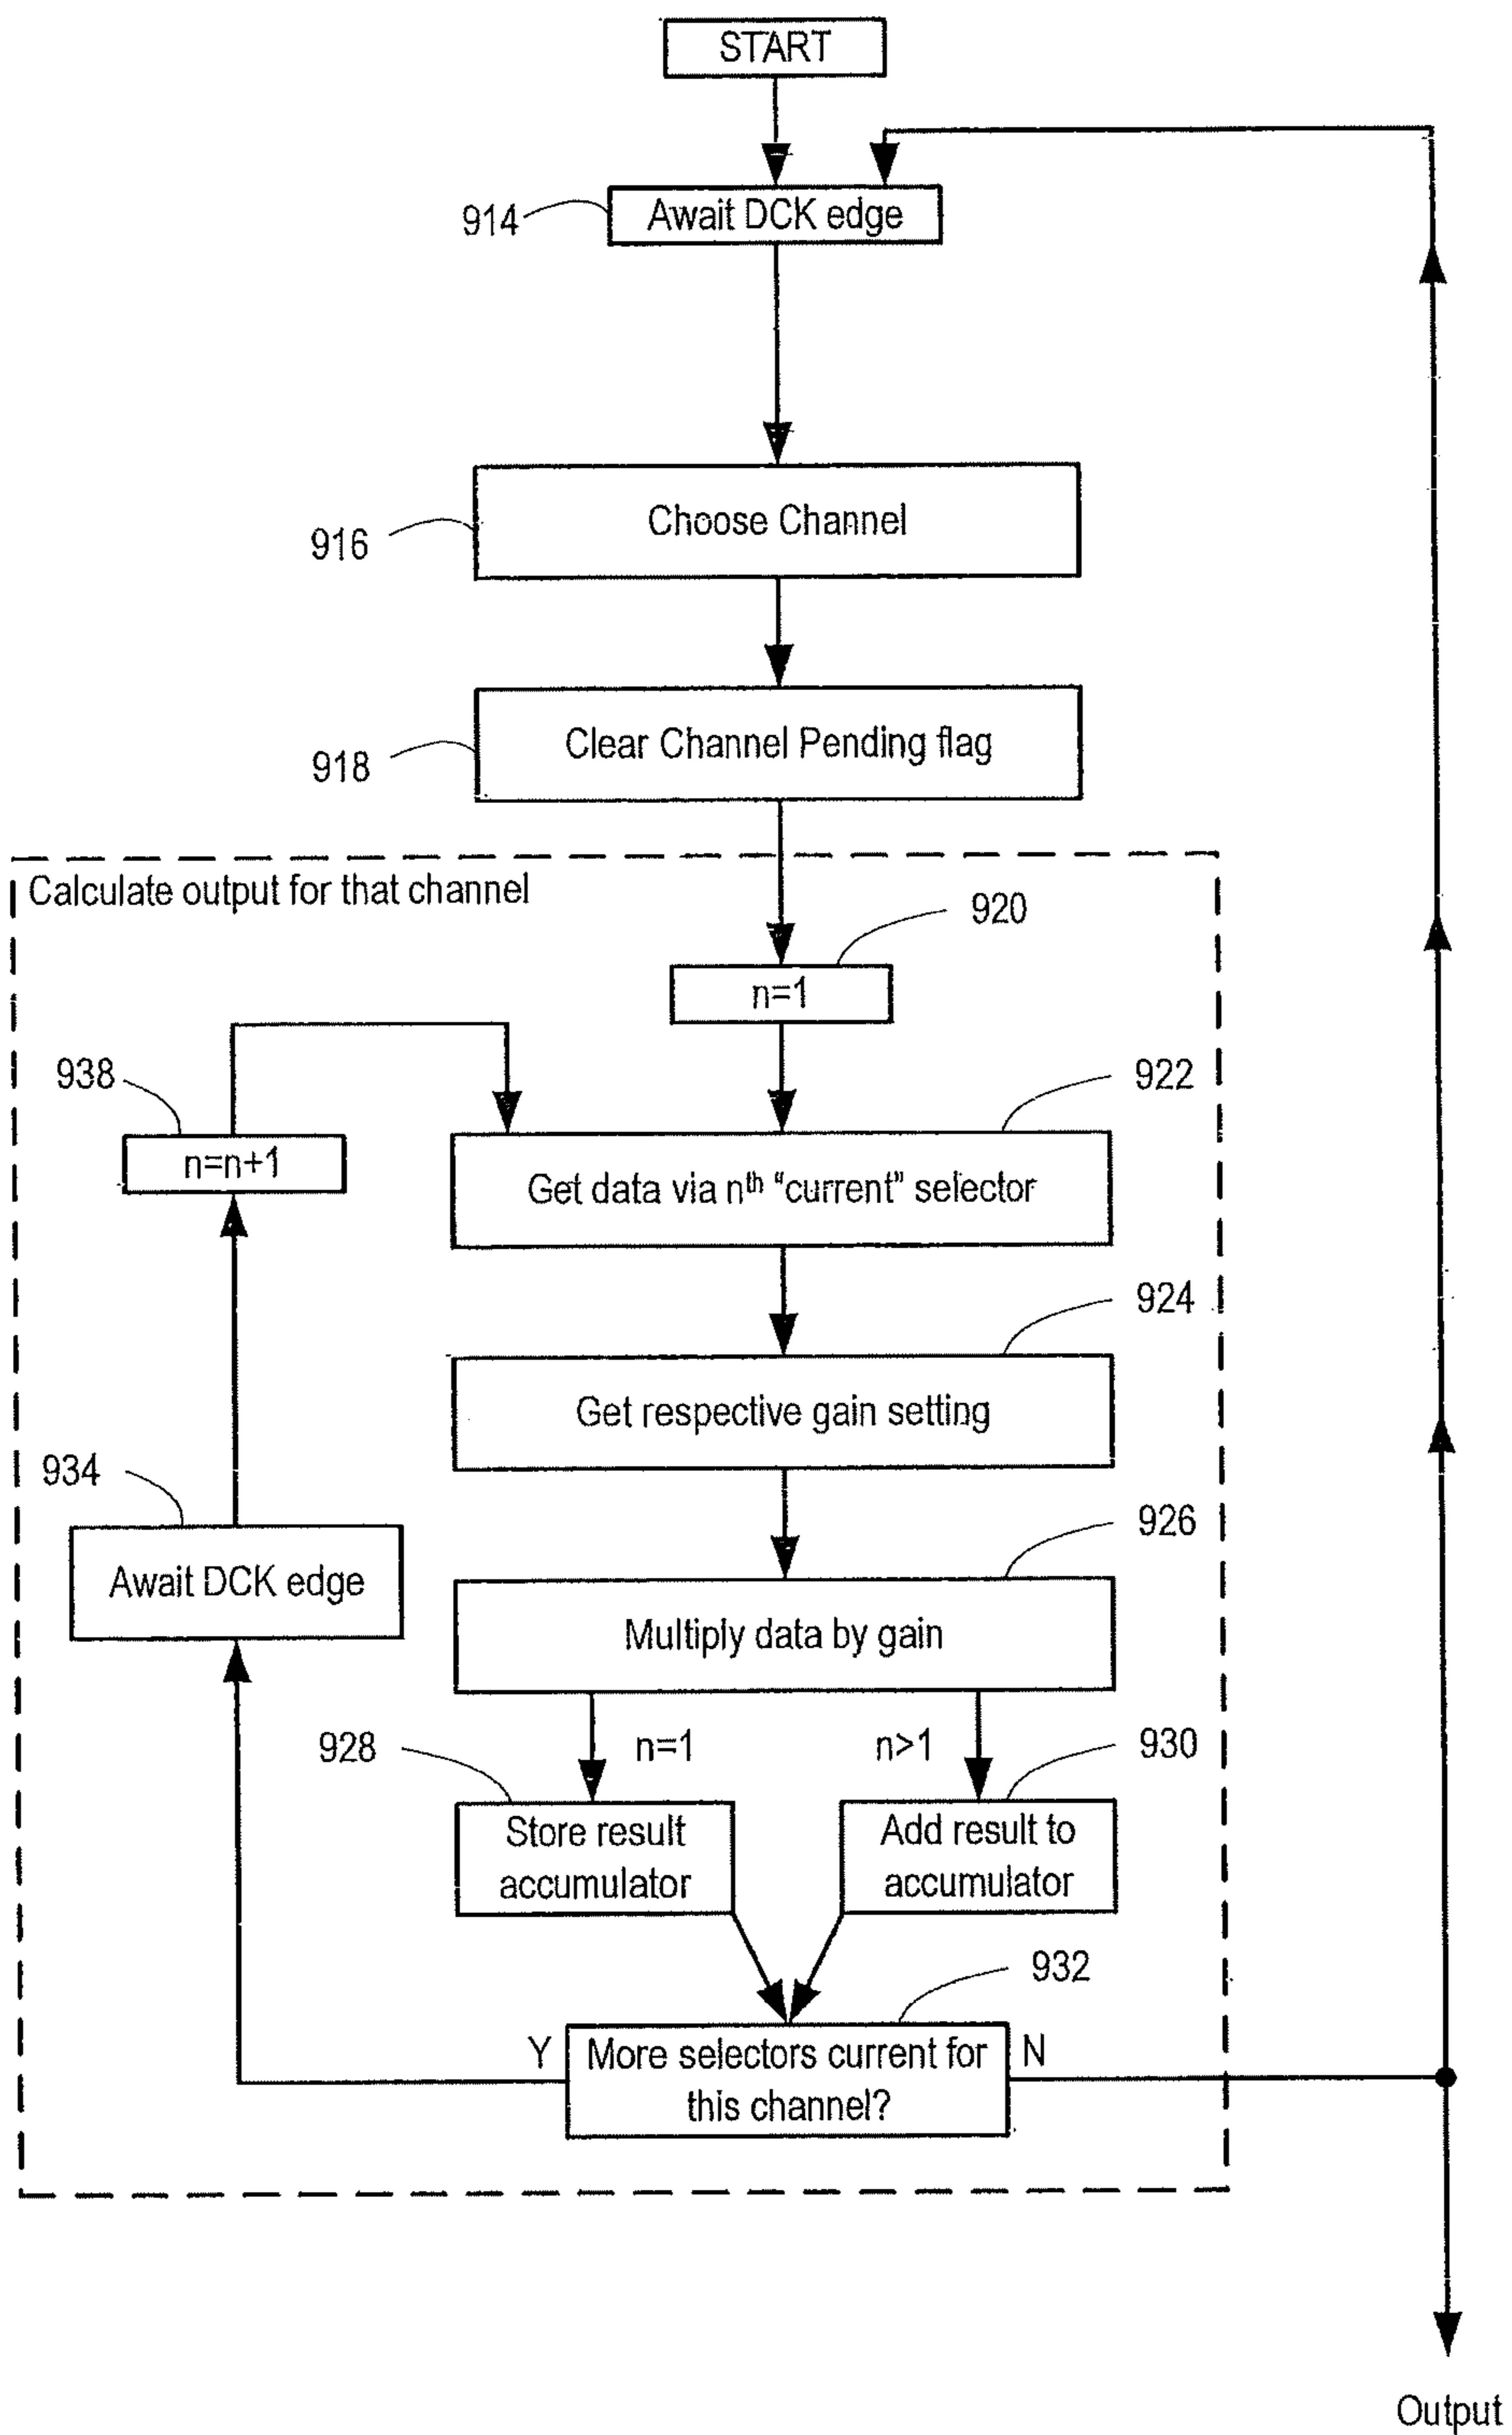 START
914
Await DCK edge
916
Choose Channel
918
Clear Channel Pending flag
Calculate output for that channel
920
n=1
938
n=n+1
922
Get data via nth “current” selector
924
Get respective gain setting
934
Await DCK edge
926
Multiply data by gain
928
n=1
n>1
930
Store result
accumulator
Add result to
accumulator
932
Y
More selectors current for
this channel?
N
Output